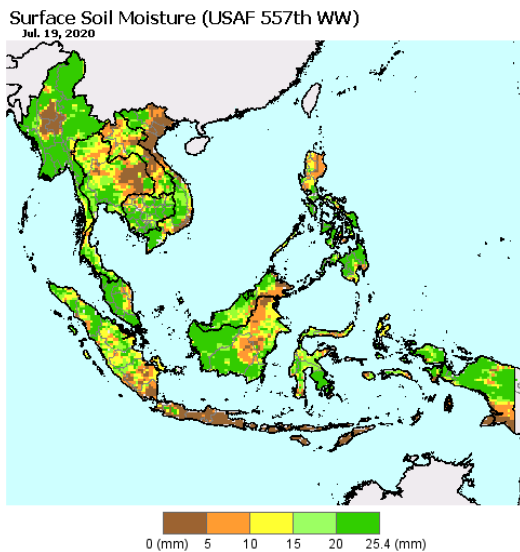 Surface Soil Moisture (USAF 557th WW)
Jul. 19, 2020
0 (mm) 5 10 15 20 25.4 (mm)